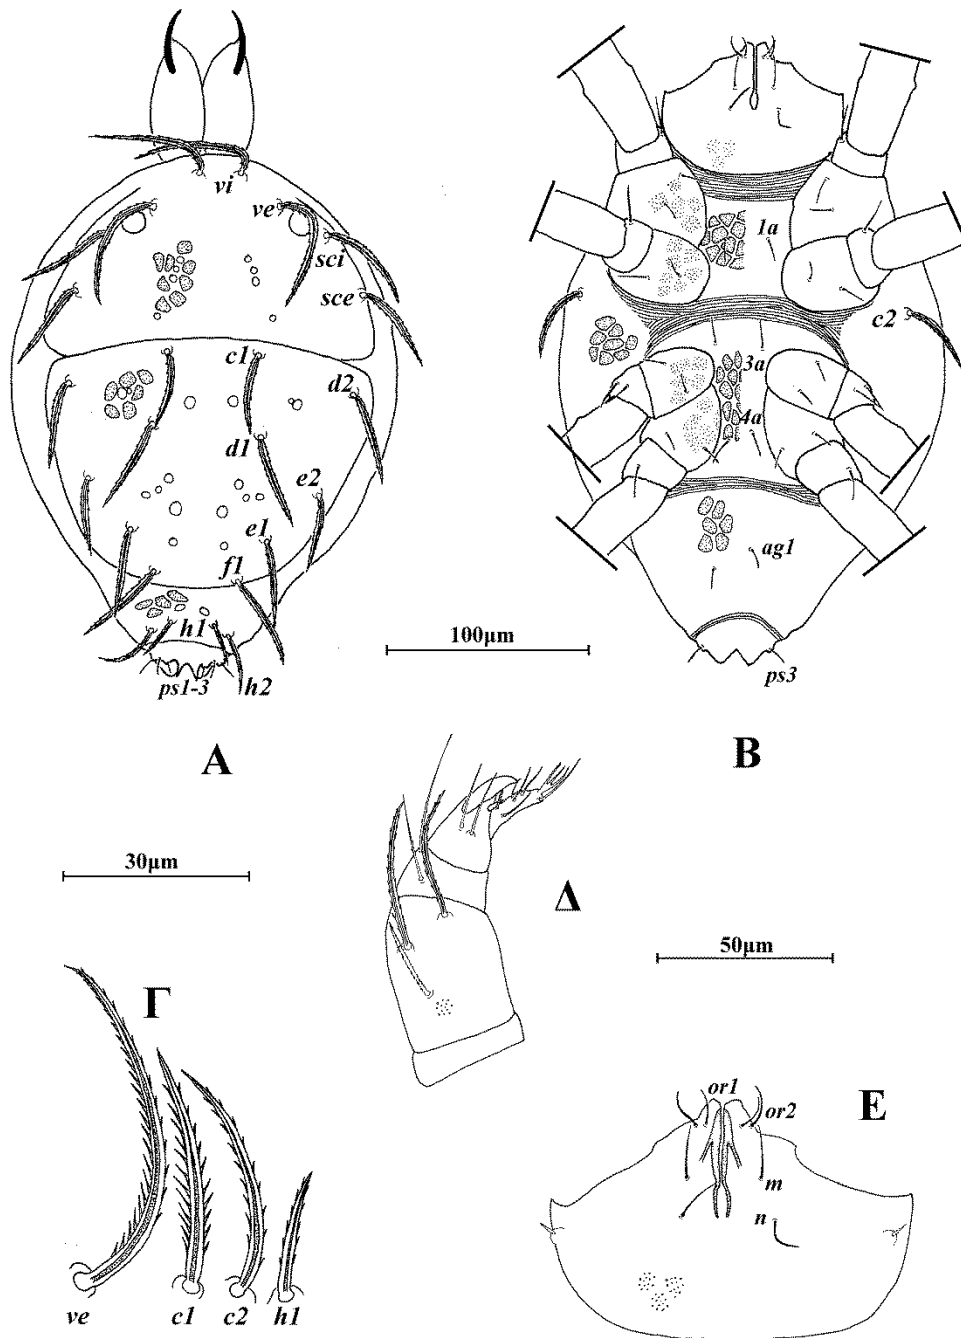 vi
ve
sci
sce
c1
d2
d1
e2
e1
f1
h1
ps1-3
h2
A
1a
c2
3a
4a
ag1
ps3
B
100μm
30μm
Γ
ve
c1
c2
h1
Δ
50μm
or1
or2
E
m
n